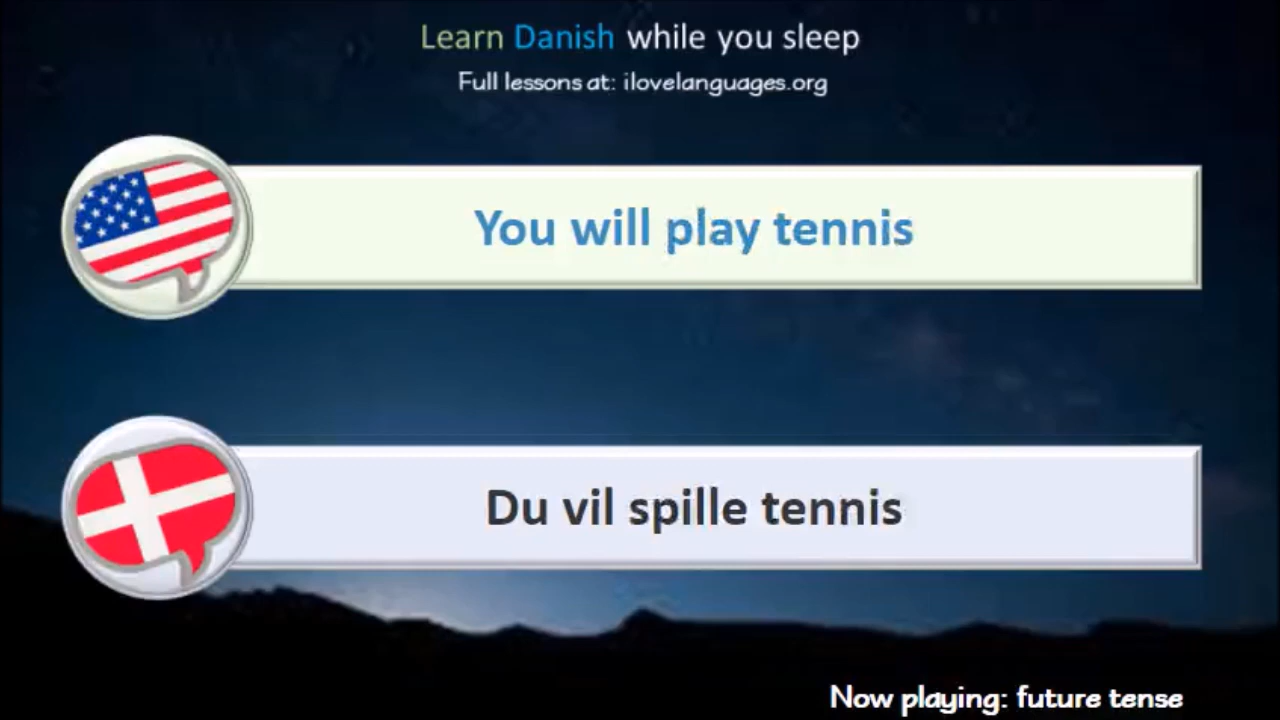 Learn Danish while you sleep
Full lessons at: ilovelanguages.org
You will play tennis
Du vil spille tennis
Now playing: future tense